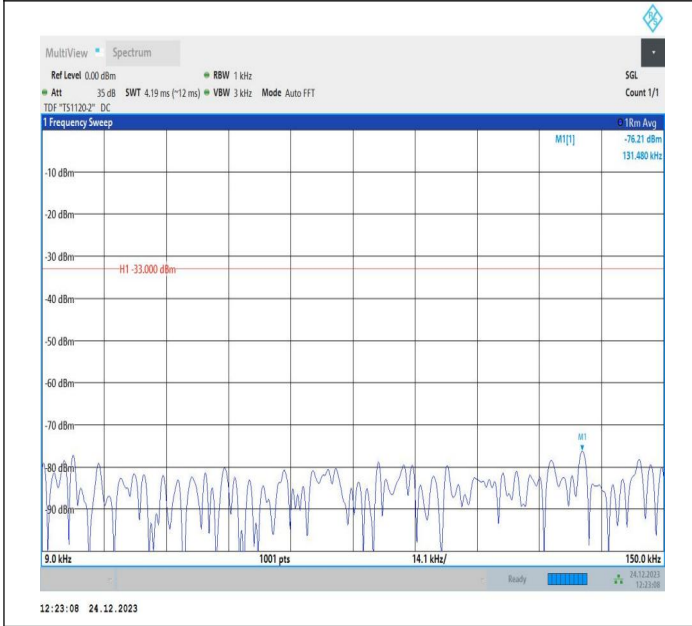 R&S
MultiView Spectrum
Ref Level 0.00 dBm RBW 1 kHz SGL
Att 35 dB SWT 4.19 ms (~12 ms) VBW 3 kHz Mode Auto FFT Count 1/1
TDF "TS1120-2" DC
1 Frequency Sweep 1Rm Avg
M1[1] -76.21 dBm
131.480 kHz
-10 dBm
-20 dBm
-30 dBm
H1 -33.000 dBm
-40 dBm
-50 dBm
-60 dBm
-70 dBm
M1
-80 dBm
-90 dBm
9.0 kHz 1001 pts 14.1 kHz/ 150.0 kHz
Ready 24.12.2023
12:23:08
12:23:08 24.12.2023